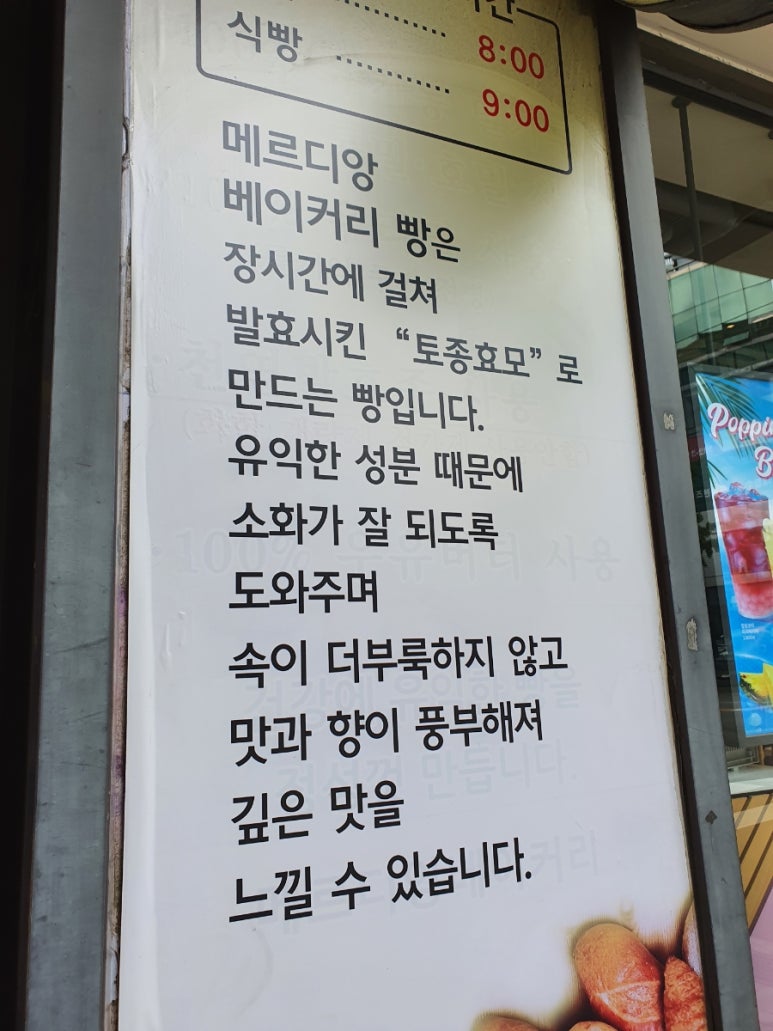 8:00
식빵 ............ 9:00
메르디앙
베이커리 빵은
장시간에 걸쳐
발효시킨 “토종효모” 로
만드는 빵입니다.
유익한 성분 때문에
소화가 잘 되도록
도와주며
속이 더부룩하지 않고
맛과 향이 풍부해져
깊은 맛을
느낄 수 있습니다.